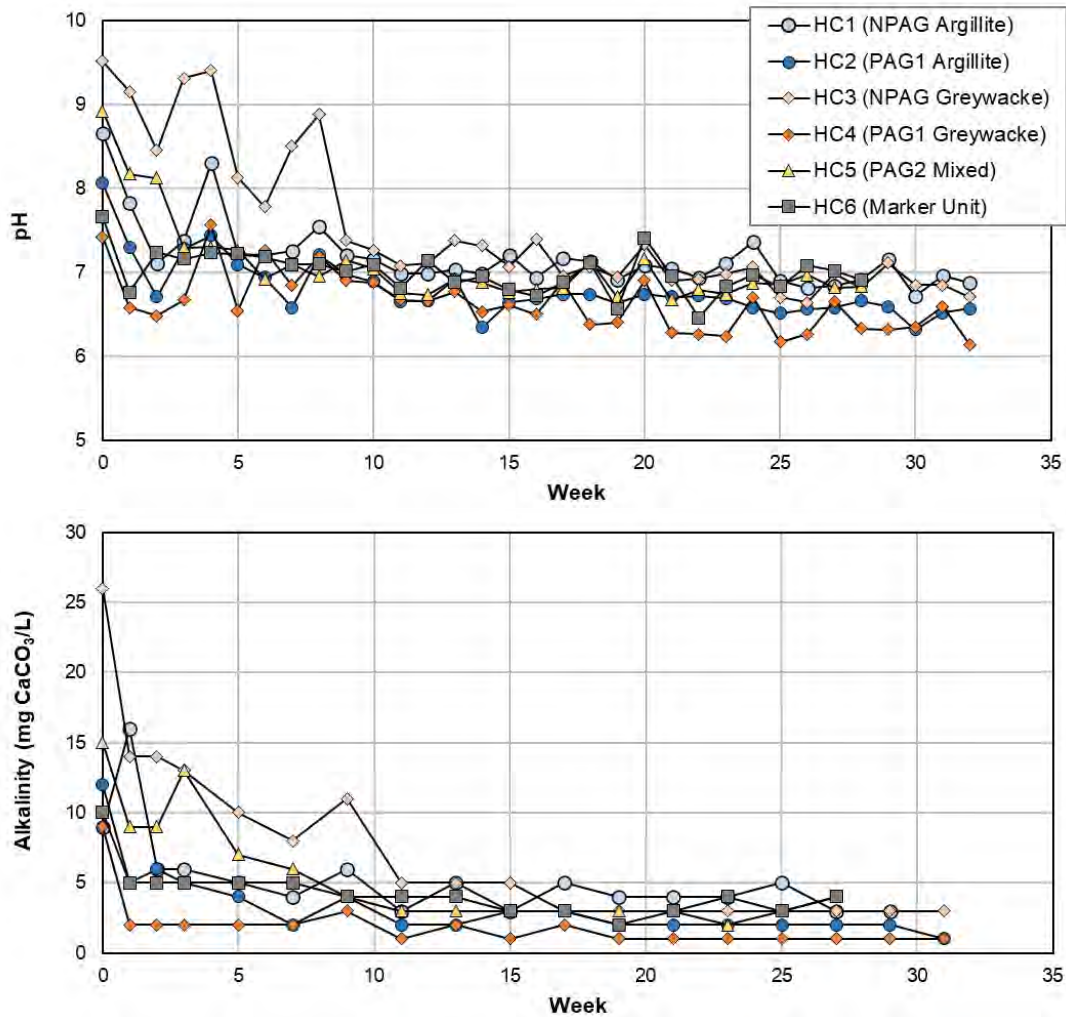 10
9
8
7
6
5
pH
HC1 (NPAG Argillite)
HC2 (PAG1 Argillite)
HC3 (NPAG Greywacke)
HC4 (PAG1 Greywacke)
HC5 (PAG2 Mixed)
HC6 (Marker Unit)
0 5 10 15 20 25 30 35
Week
30
25
20
15
10
5
0
Alkalinity (mg CaCO₃/L)
0 5 10 15 20 25 30 35
Week